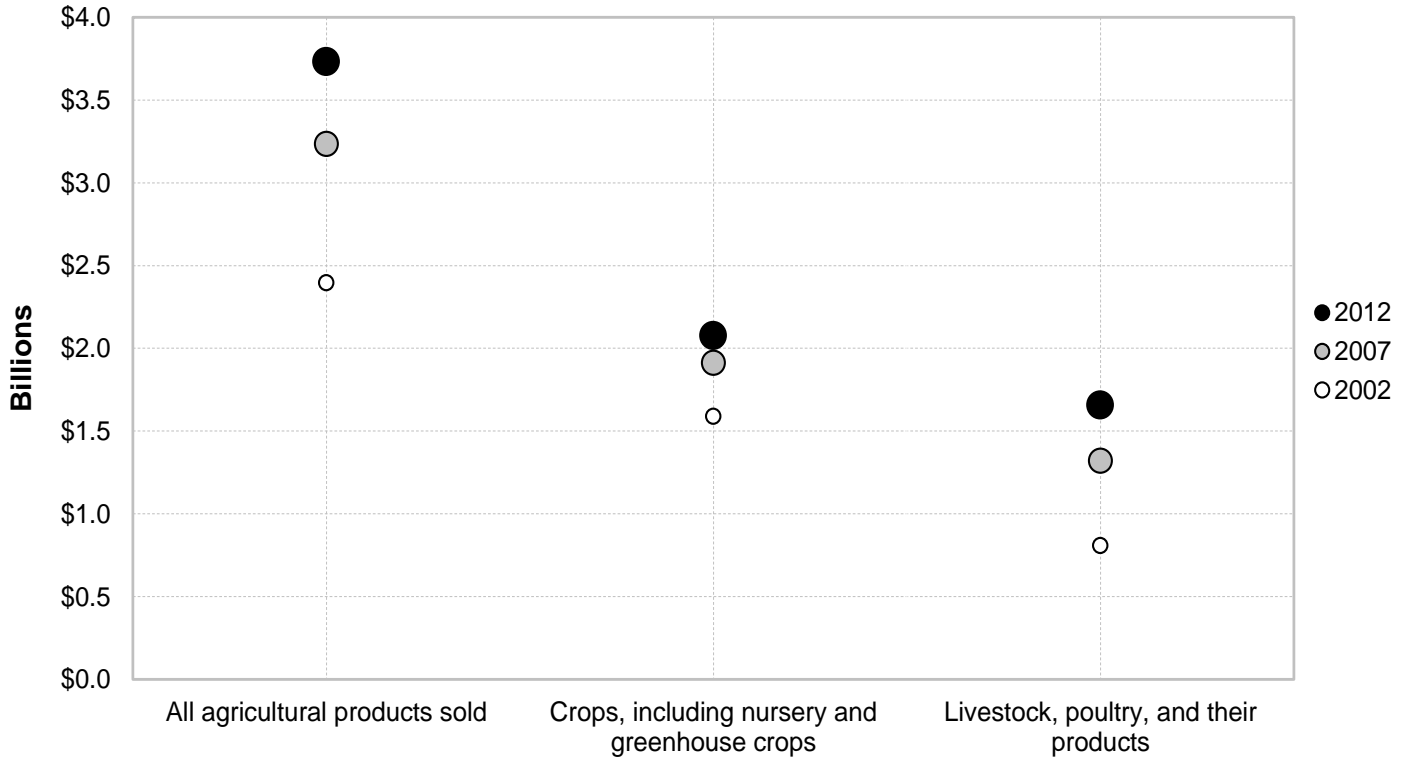 $4.0
$3.5
$3.0
$2.5
$2.0
$1.5
$1.0
$0.5
$0.0
Billions
All agricultural products sold
Crops, including nursery and
greenhouse crops
Livestock, poultry, and their
products
2012
2007
2002